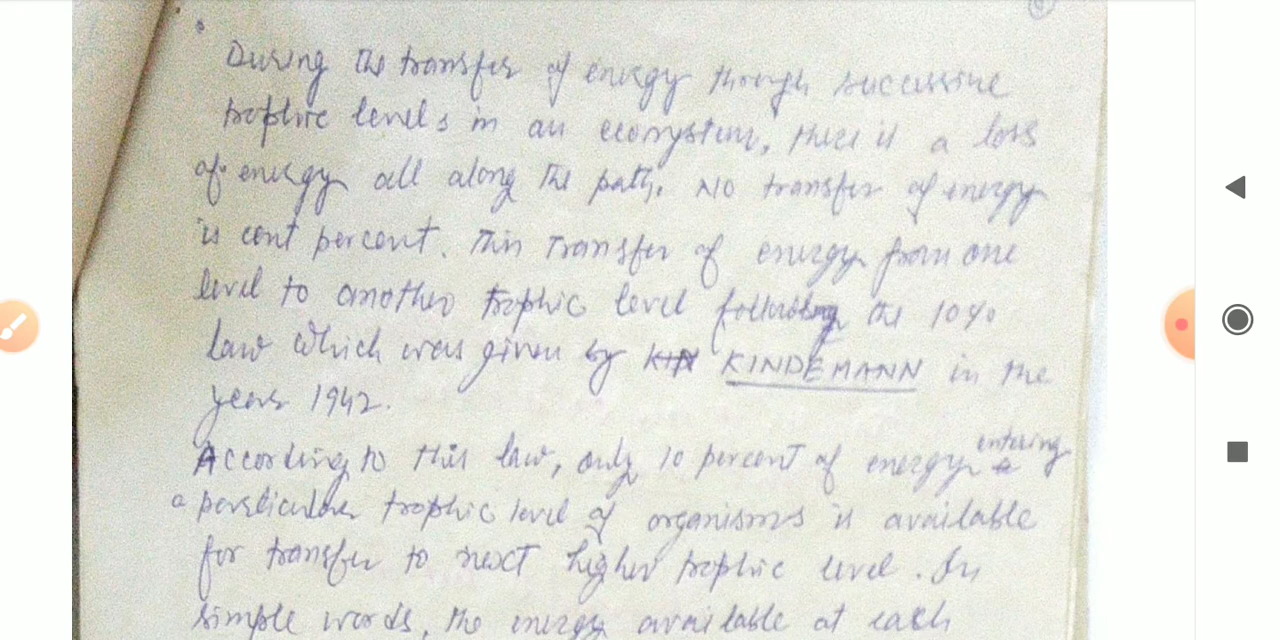 During the transfer of energy through successive
trophic levels in an ecosystem, there is a loss
of energy all along the path. No transfer of energy
is cent percent. This transfer of energy from one
level to another trophic level following the 10%
law which was given by KIN KINDEMANN in the
year 1942.
According to this law, only 10 percent of energy entering
a perticular trophic level of organisms is available
for transfer to next higher trophic level. In
simple words, the energy available at each